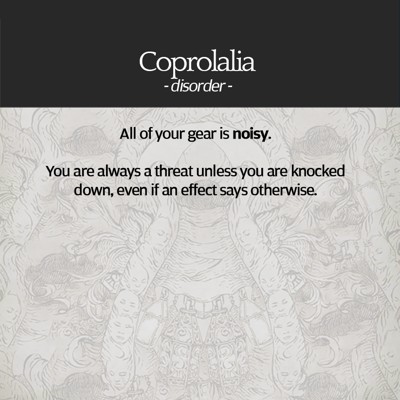 Coprolalia
- disorder -
All of your gear is noisy.
You are always a threat unless you are knocked
down, even if an effect says otherwise.